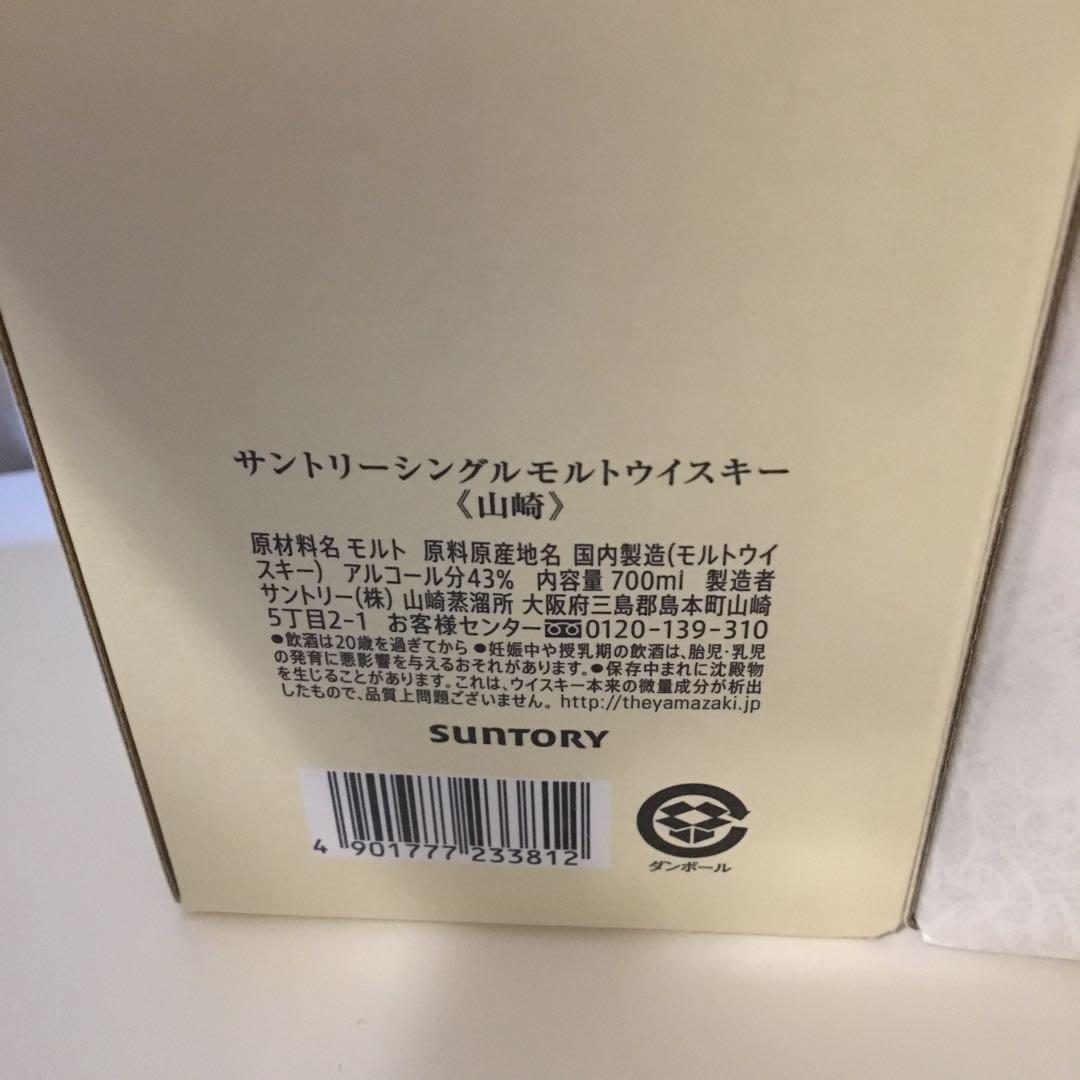 サントリーシングルモルトウイスキー
《山崎》
原材料名 モルト 原料原産地名 国内製造(モルトウイ
スキー) アルコール分43% 内容量 700ml 製造者
サントリー(株) 山崎蒸溜所 大阪府三島郡島本町山崎
5丁目2-1 お客様センター 0120-139-310
●飲酒は20歳を過ぎてから ●妊娠中や授乳期の飲酒は、胎児・乳児
の発育に悪影響を与えるおそれがあります。●保存中まれに沈殿物
を生じることがあります。これは、ウイスキー本来の微量成分が析出
したもので、品質上問題ございません。 http://theyamazaki.jp
SUNTORY
4 901777 233812
ダンボール